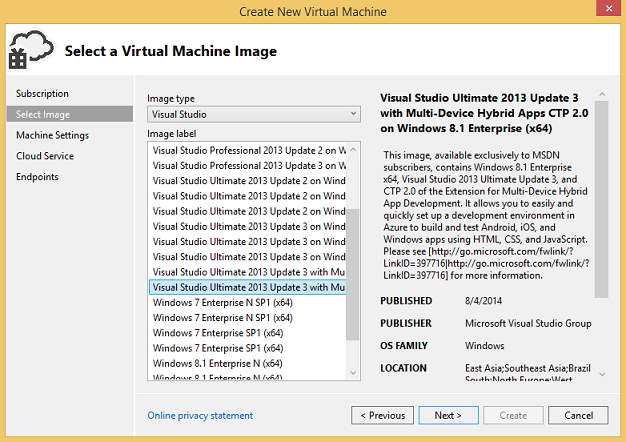 Create New Virtual Machine
Select a Virtual Machine Image
Subscription
Select Image
Machine Settings
Cloud Service
Endpoints
Image type
Visual Studio
Image label
Visual Studio Professional 2013 Update 2 on W
Visual Studio Professional 2013 Update 3 on W
Visual Studio Ultimate 2013 Update 2 on Wind
Visual Studio Ultimate 2013 Update 2 on Wind
Visual Studio Ultimate 2013 Update 3 on Wind
Visual Studio Ultimate 2013 Update 3 on Wind
Visual Studio Ultimate 2013 Update 3 on Wind
Visual Studio Ultimate 2013 Update 3 on Wind
Visual Studio Ultimate 2013 Update 3 with Mu
Visual Studio Ultimate 2013 Update 3 with Mu
Windows 7 Enterprise N SP1 (x64)
Windows 7 Enterprise N SP1 (x64)
Windows 7 Enterprise SP1 (x64)
Windows 7 Enterprise SP1 (x64)
Windows 8.1 Enterprise N (x64)
Windows 8.1 Enterprise N (x64)
Visual Studio Ultimate 2013 Update 3
with Multi-Device Hybrid Apps CTP 2.0
on Windows 8.1 Enterprise (x64)
This image, available exclusively to MSDN
subscribers, contains Windows 8.1 Enterprise
x64, Visual Studio 2013 Ultimate Update 3, and
CTP 2.0 of the Extension for Multi-Device Hybrid
App Development. It allows you to easily and
quickly set up a development environment in
Azure to build and test Android, iOS, and
Windows apps using HTML, CSS, and JavaScript.
Please see [http://go.microsoft.com/fwlink/?
LinkID=397716|http://go.microsoft.com/fwlink/?
LinkID=397716] for more information.
PUBLISHED 8/4/2014
PUBLISHER Microsoft Visual Studio Group
OS FAMILY Windows
LOCATION East Asia;Southeast Asia;Brazil
South;North Europe;West
Online privacy statement
< Previous
Next >
Create
Cancel